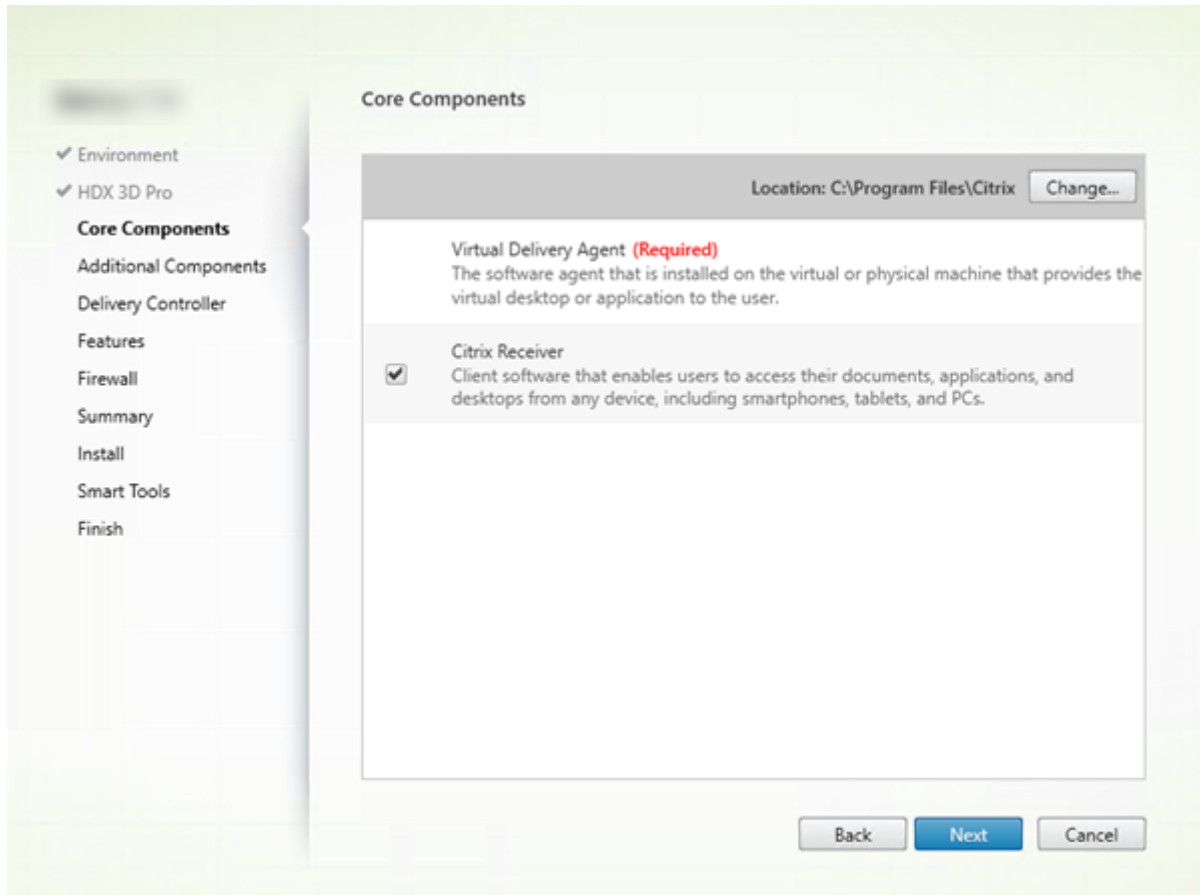 Core Components
Environment
HDX 3D Pro
Core Components
Additional Components
Delivery Controller
Features
Firewall
Summary
Install
Smart Tools
Finish
Location: C:\Program Files\Citrix Change...
Virtual Delivery Agent (Required)
The software agent that is installed on the virtual or physical machine that provides the
virtual desktop or application to the user.
Citrix Receiver
Client software that enables users to access their documents, applications, and
desktops from any device, including smartphones, tablets, and PCs.
Back Next Cancel